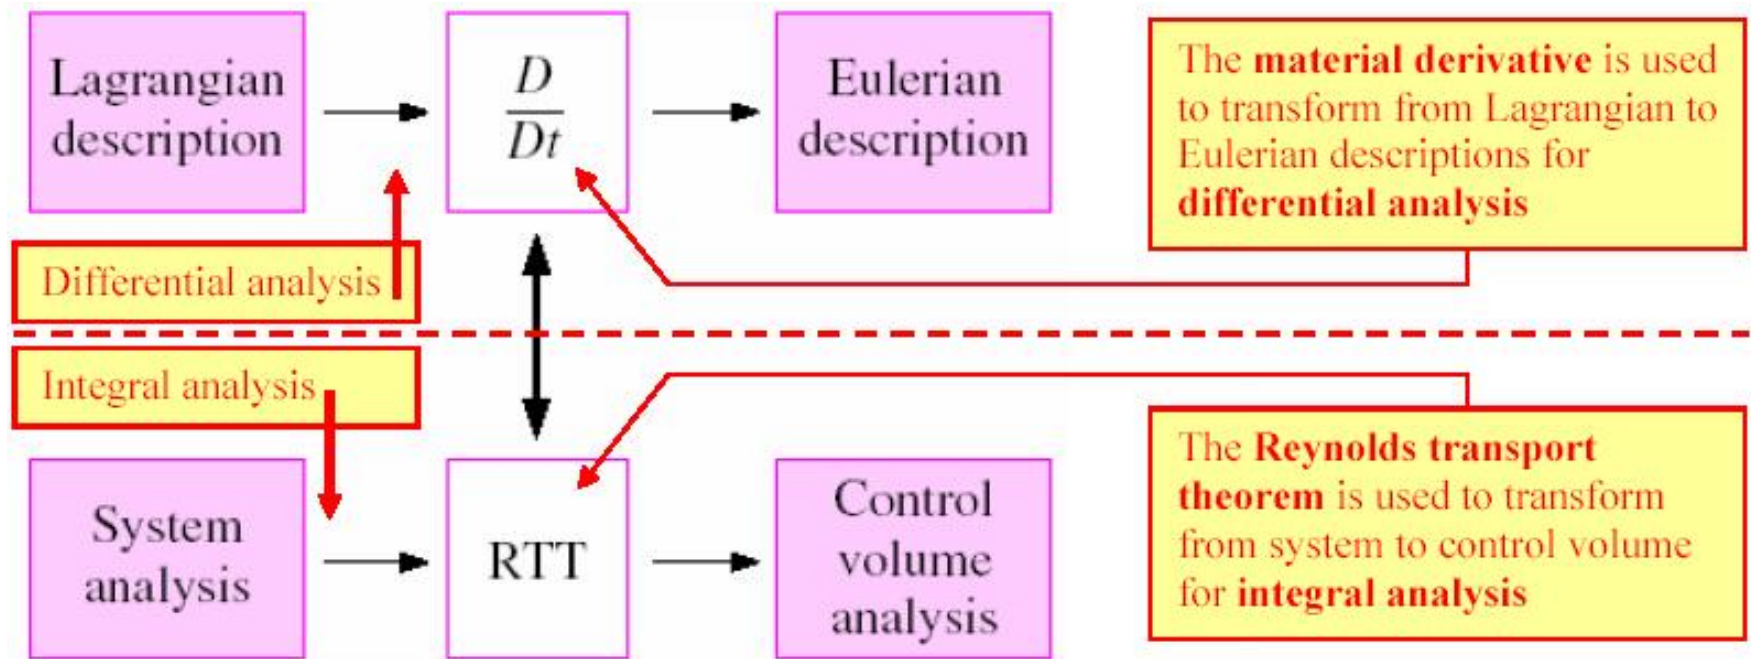 Lagrangian
description
D
Dt
Eulerian
description
The material derivative is used
to transform from Lagrangian to
Eulerian descriptions for
differential analysis
Differential analysis
Integral analysis
System
analysis
RTT
Control
volume
analysis
The Reynolds transport
theorem is used to transform
from system to control volume
for integral analysis